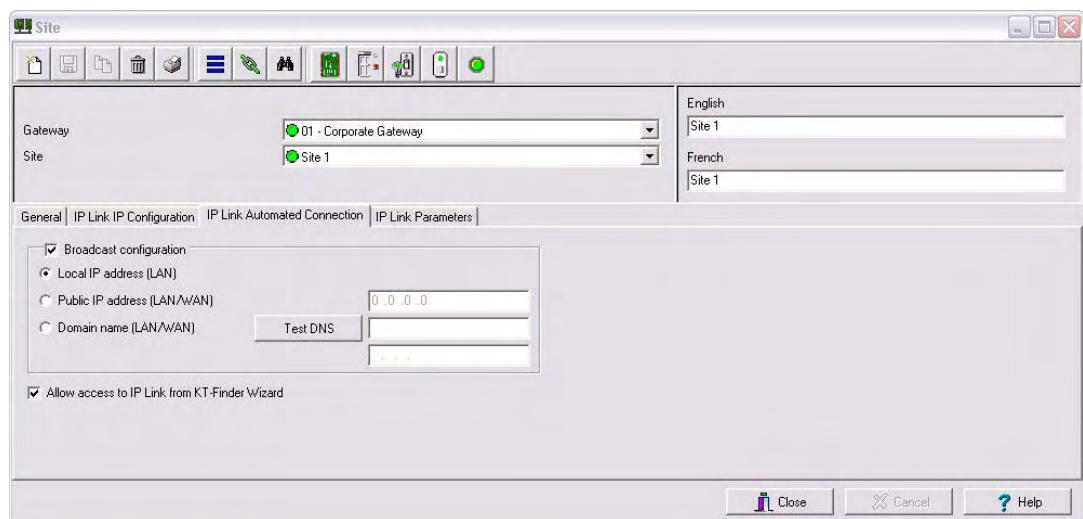 Site
English
Gateway
01 - Corporate Gateway
Site 1
Site
Site 1
French
Site 1
General
IP Link IP Configuration
IP Link Automated Connection
IP Link Parameters
Broadcast configuration
Local IP address (LAN)
Public IP address (LAN/WAN)
0 .0 .0 .0
Domain name (LAN/WAN)
Test DNS
. . .
Allow access to IP Link from KT-Finder Wizard
Close
Cancel
? Help